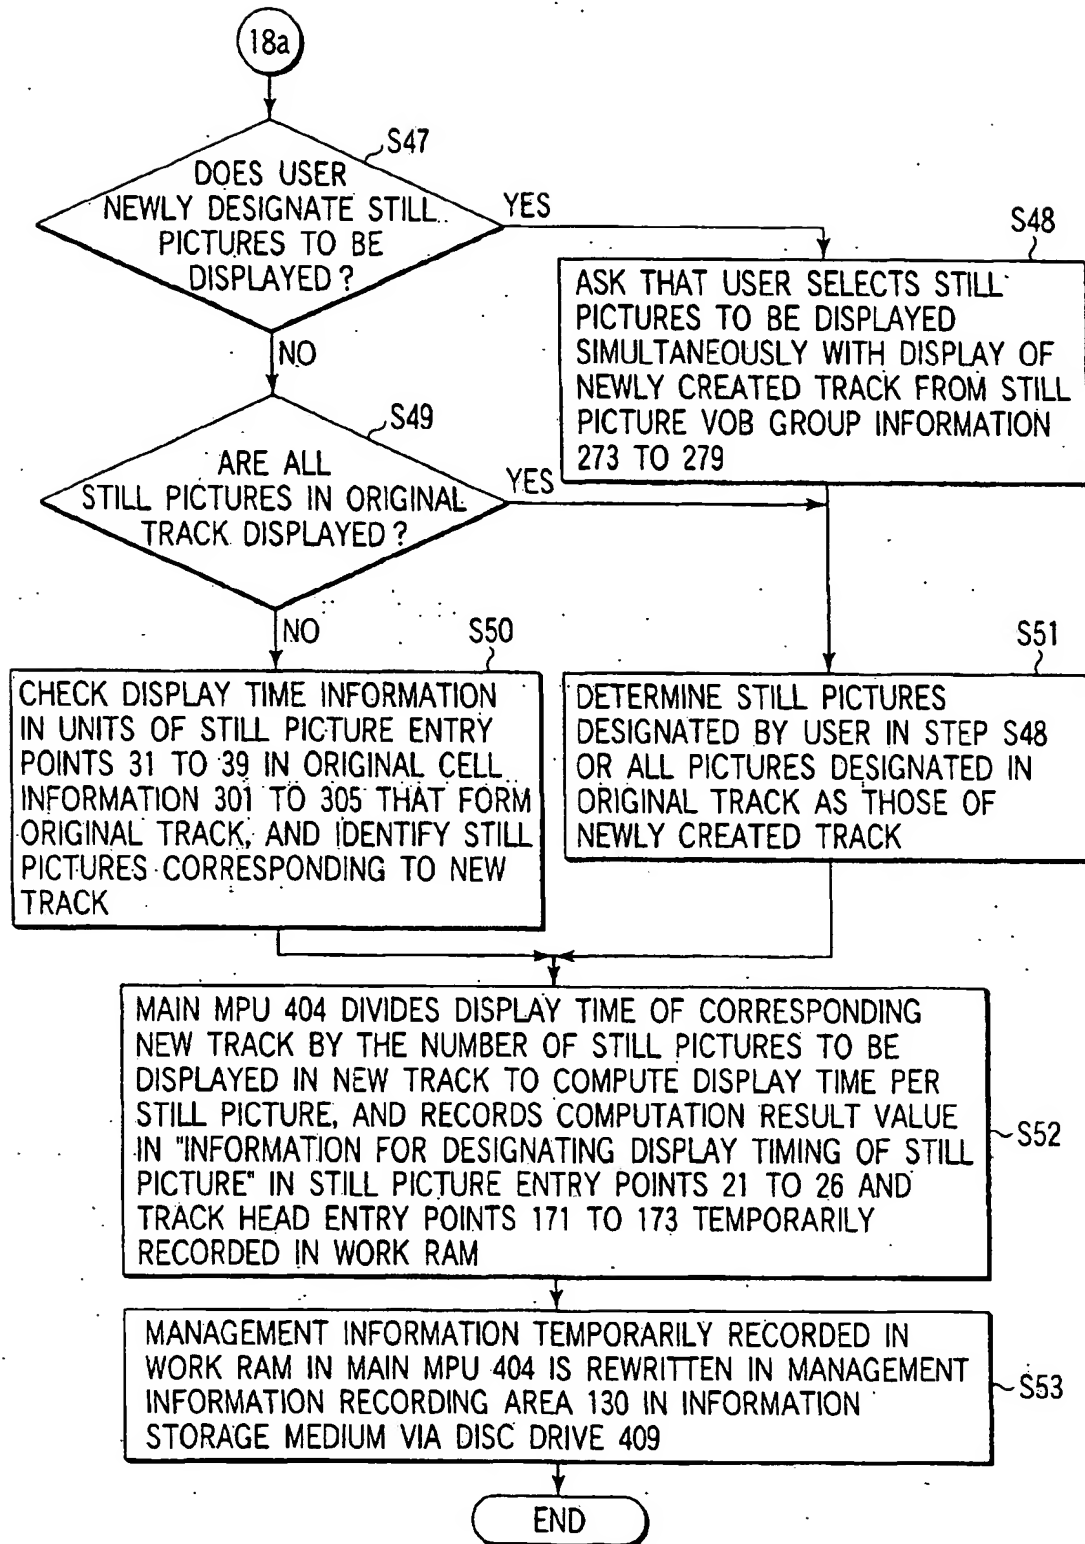 18a
S47
DOES USER
NEWLY DESIGNATE STILL
PICTURES TO BE
DISPLAYED?
YES
NO
S48
ASK THAT USER SELECTS STILL
PICTURES TO BE DISPLAYED
SIMULTANEOUSLY WITH DISPLAY OF
NEWLY CREATED TRACK FROM STILL
PICTURE VOB GROUP INFORMATION
273 TO 279
S49
ARE ALL
STILL PICTURES IN ORIGINAL
TRACK DISPLAYED?
YES
NO
S50
CHECK DISPLAY TIME INFORMATION
IN UNITS OF STILL PICTURE ENTRY
POINTS 31 TO 39 IN ORIGINAL CELL
INFORMATION 301 TO 305 THAT FORM
ORIGINAL TRACK, AND IDENTIFY STILL
PICTURES CORRESPONDING TO NEW
TRACK
S51
DETERMINE STILL PICTURES
DESIGNATED BY USER IN STEP S48
OR ALL PICTURES DESIGNATED IN
ORIGINAL TRACK AS THOSE OF
NEWLY CREATED TRACK
MAIN MPU 404 DIVIDES DISPLAY TIME OF CORRESPONDING
NEW TRACK BY THE NUMBER OF STILL PICTURES TO BE
DISPLAYED IN NEW TRACK TO COMPUTE DISPLAY TIME PER
STILL PICTURE, AND RECORDS COMPUTATION RESULT VALUE
IN "INFORMATION FOR DESIGNATING DISPLAY TIMING OF STILL
PICTURE" IN STILL PICTURE ENTRY POINTS 21 TO 26 AND
TRACK HEAD ENTRY POINTS 171 TO 173 TEMPORARILY
RECORDED IN WORK RAM
S52
MANAGEMENT INFORMATION TEMPORARILY RECORDED IN
WORK RAM IN MAIN MPU 404 IS REWRITTEN IN MANAGEMENT
INFORMATION RECORDING AREA 130 IN INFORMATION
STORAGE MEDIUM VIA DISC DRIVE 409
S53
END